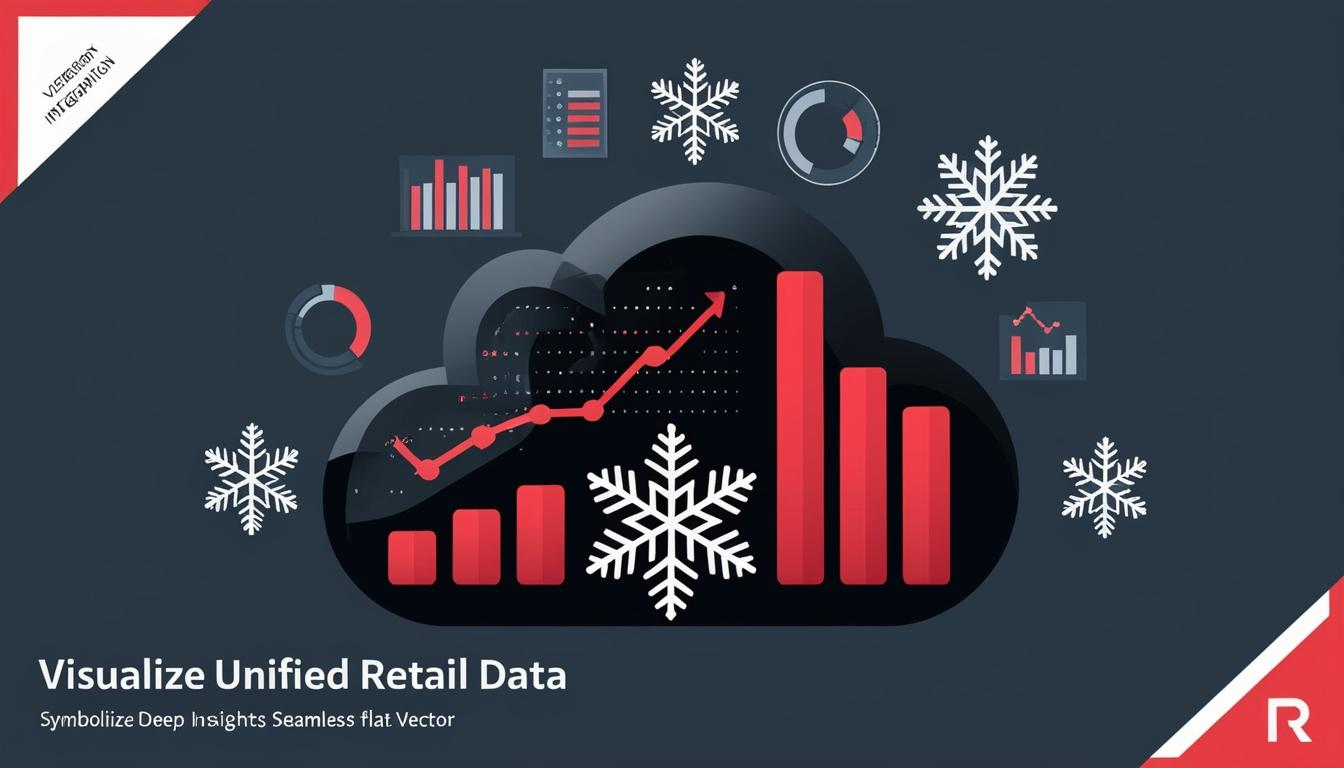 Visualize Unified Retail Data
Symboliize Deep Insights Seamless flat Vector
R